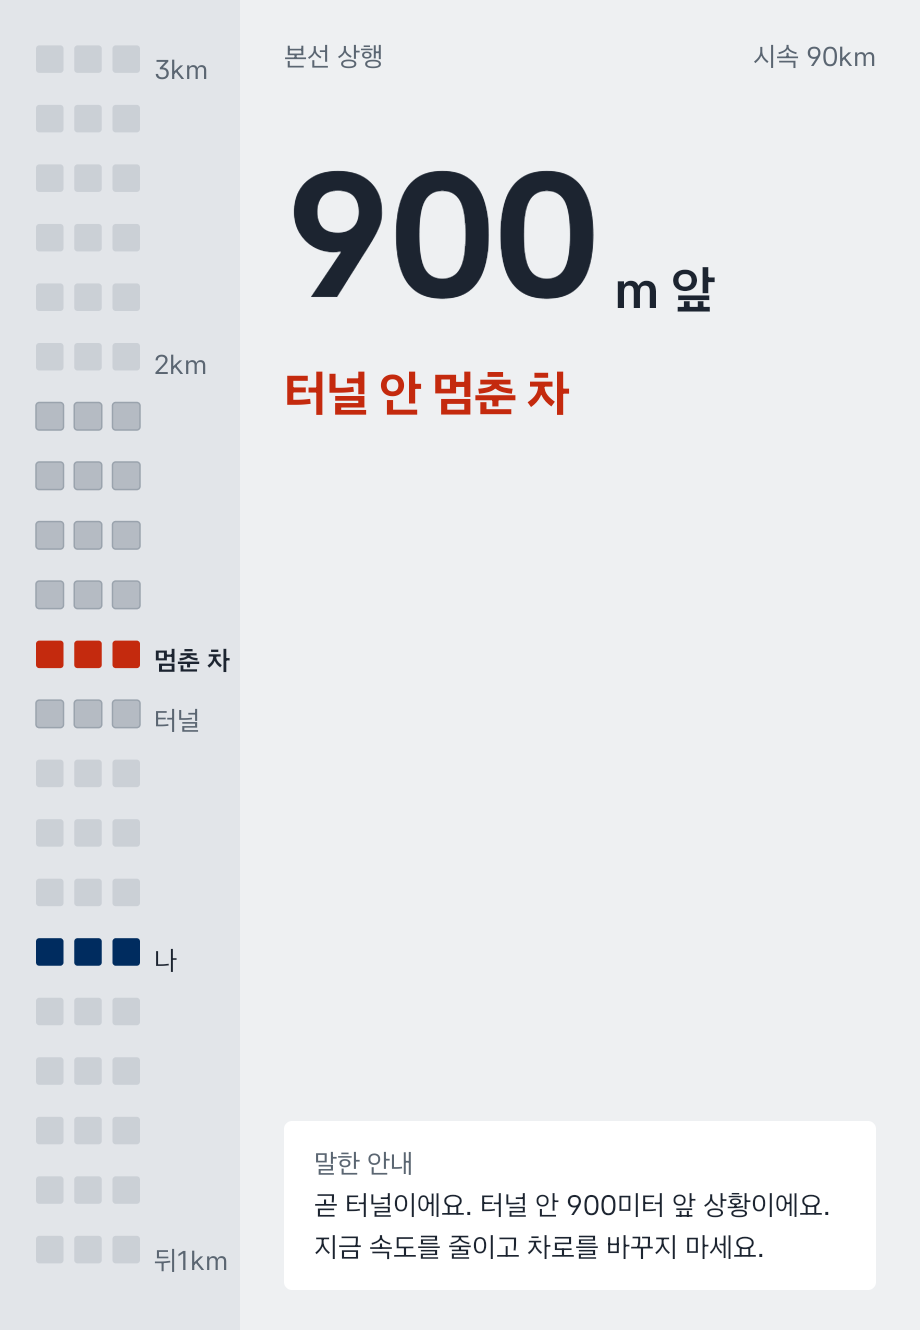 3km
2km
멈춘 차
터널
나
뒤1km
본선 상행
시속 90km
900 m 앞
터널 안 멈춘 차
말한 안내
곧 터널이에요. 터널 안 900미터 앞 상황이에요.
지금 속도를 줄이고 차로를 바꾸지 마세요.